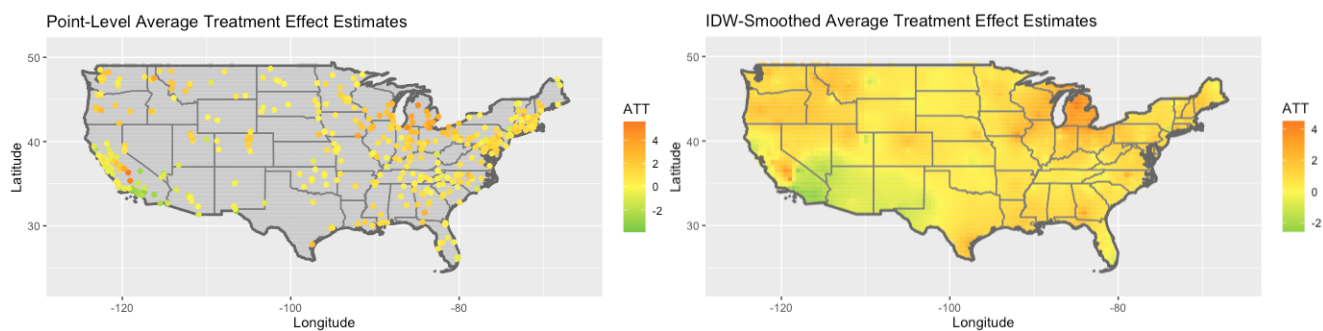 Point-Level Average Treatment Effect Estimates
50
40
30
Latitude
-120
-100
-80
Longitude
ATT
4
2
0
-2
IDW-Smoothed Average Treatment Effect Estimates
50
40
30
Latitude
-120
-100
-80
Longitude
ATT
4
2
0
-2